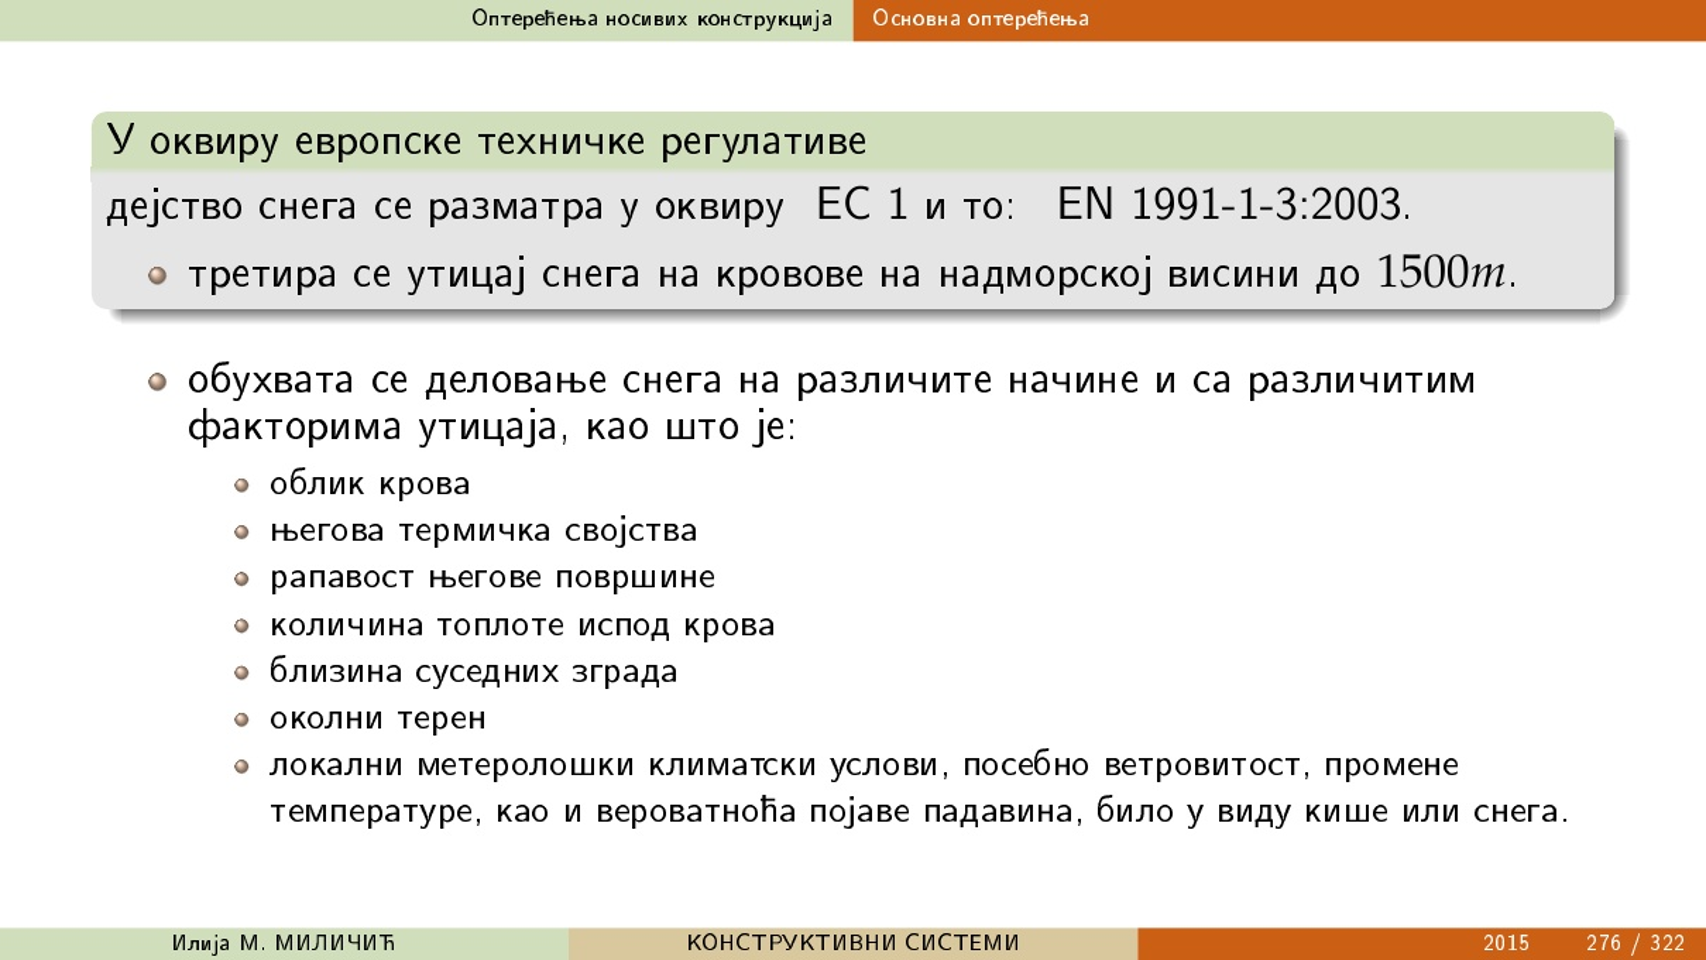 Оптерећења носивих конструкција Основна оптерећења
У оквиру европске техничке регулативе
дејство снега се разматра у оквиру EC 1 и то: EN 1991-1-3:2003.
третира се утицај снега на кровове на надморској висини до 1500m.
обухвата се деловање снега на различите начине и са различитим
факторима утицаја, као што је:
облик крова
његова термичка својства
рапавост његове површине
количина топлоте испод крова
близина суседних зграда
околни терен
локални метеролошки климатски услови, посебно ветровитост, промене
температуре, као и вероватноћа појаве падавина, било у виду кише или снега.
Илија М. МИЛИЧИЋ КОНСТРУКТИВНИ СИСТЕМИ 2015 276 / 322